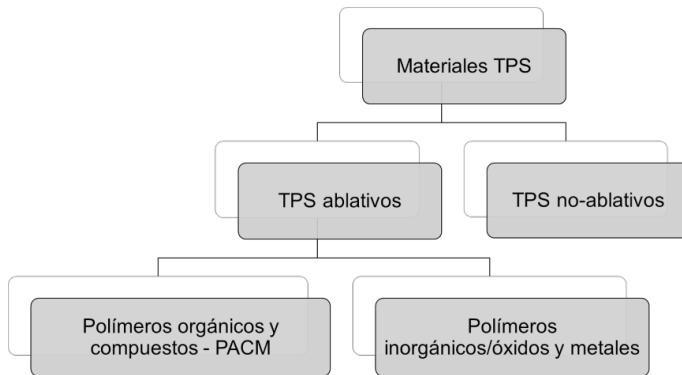 Materiales TPS
TPS ablativos
TPS no-ablativos
Polímeros orgánicos y
compuestos - PACM
Polímeros
inorgánicos/óxidos y metales